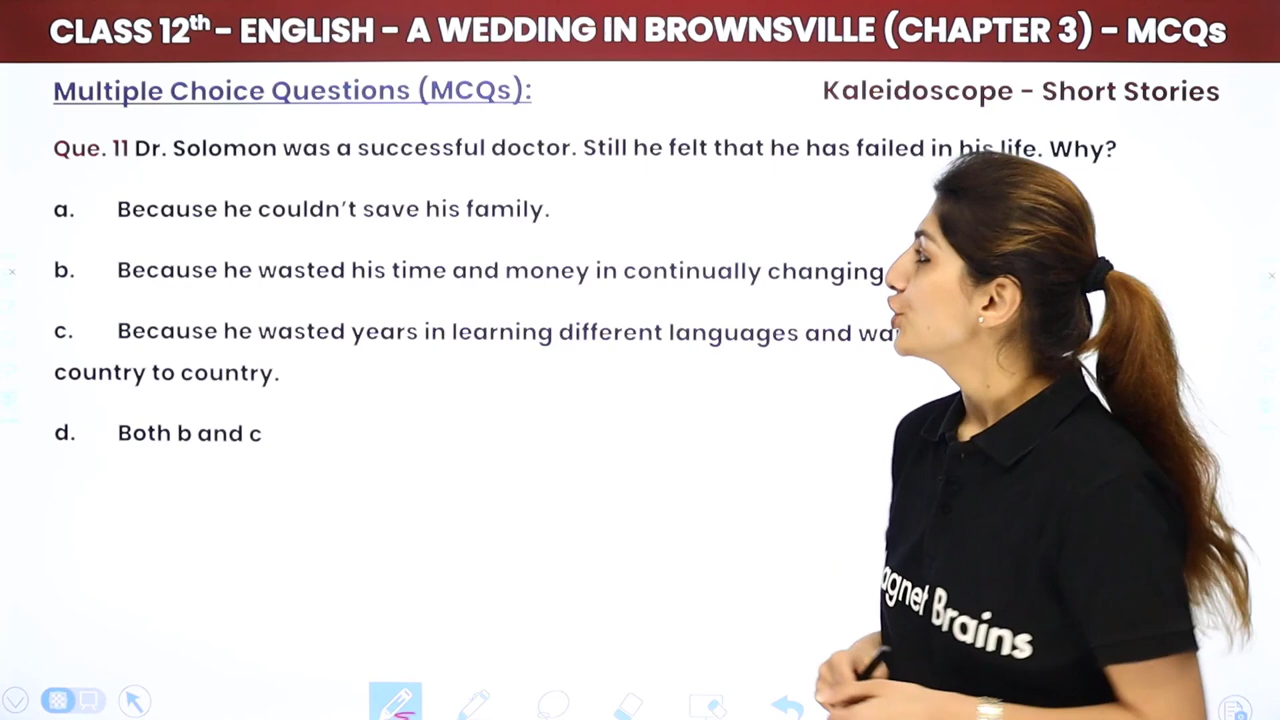 CLASS 12th – ENGLISH – A WEDDING IN BROWNSVILLE (CHAPTER 3) – MCQs
Multiple Choice Questions (MCQs): Kaleidoscope - Short Stories
Que. 11 Dr. Solomon was a successful doctor. Still he felt that he has failed in his life. Why?
a. Because he couldn't save his family.
b. Because he wasted his time and money in continually changing
c. Because he wasted years in learning different languages and
country to country.
d. Both b and c
Brains